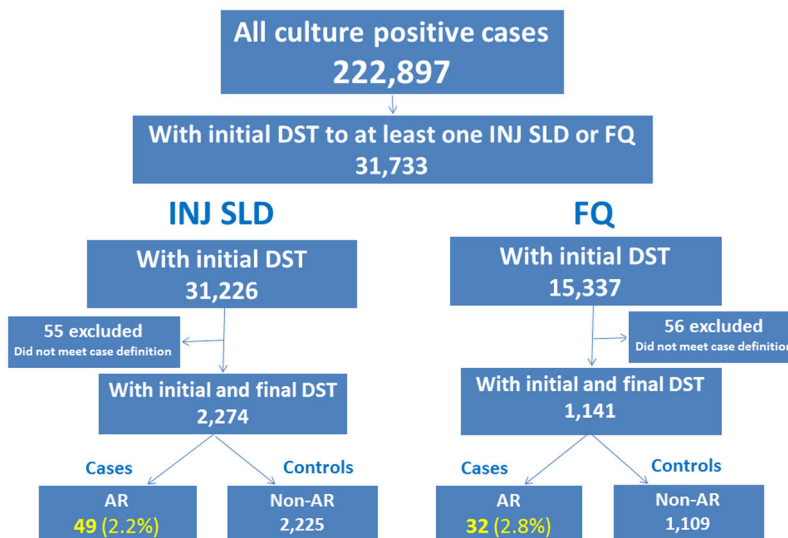 All culture positive cases
222,897
With initial DST to at least one INJ SLD or FQ
31,733
INJ SLD
With initial DST
31,226
55 excluded
Did not meet case definition
With initial and final DST
2,274
Cases
Controls
AR
49 (2.2%)
Non-AR
2,225
FQ
With initial DST
15,337
56 excluded
Did not meet case definition
With initial and final DST
1,141
Cases
Controls
AR
32 (2.8%)
Non-AR
1,109